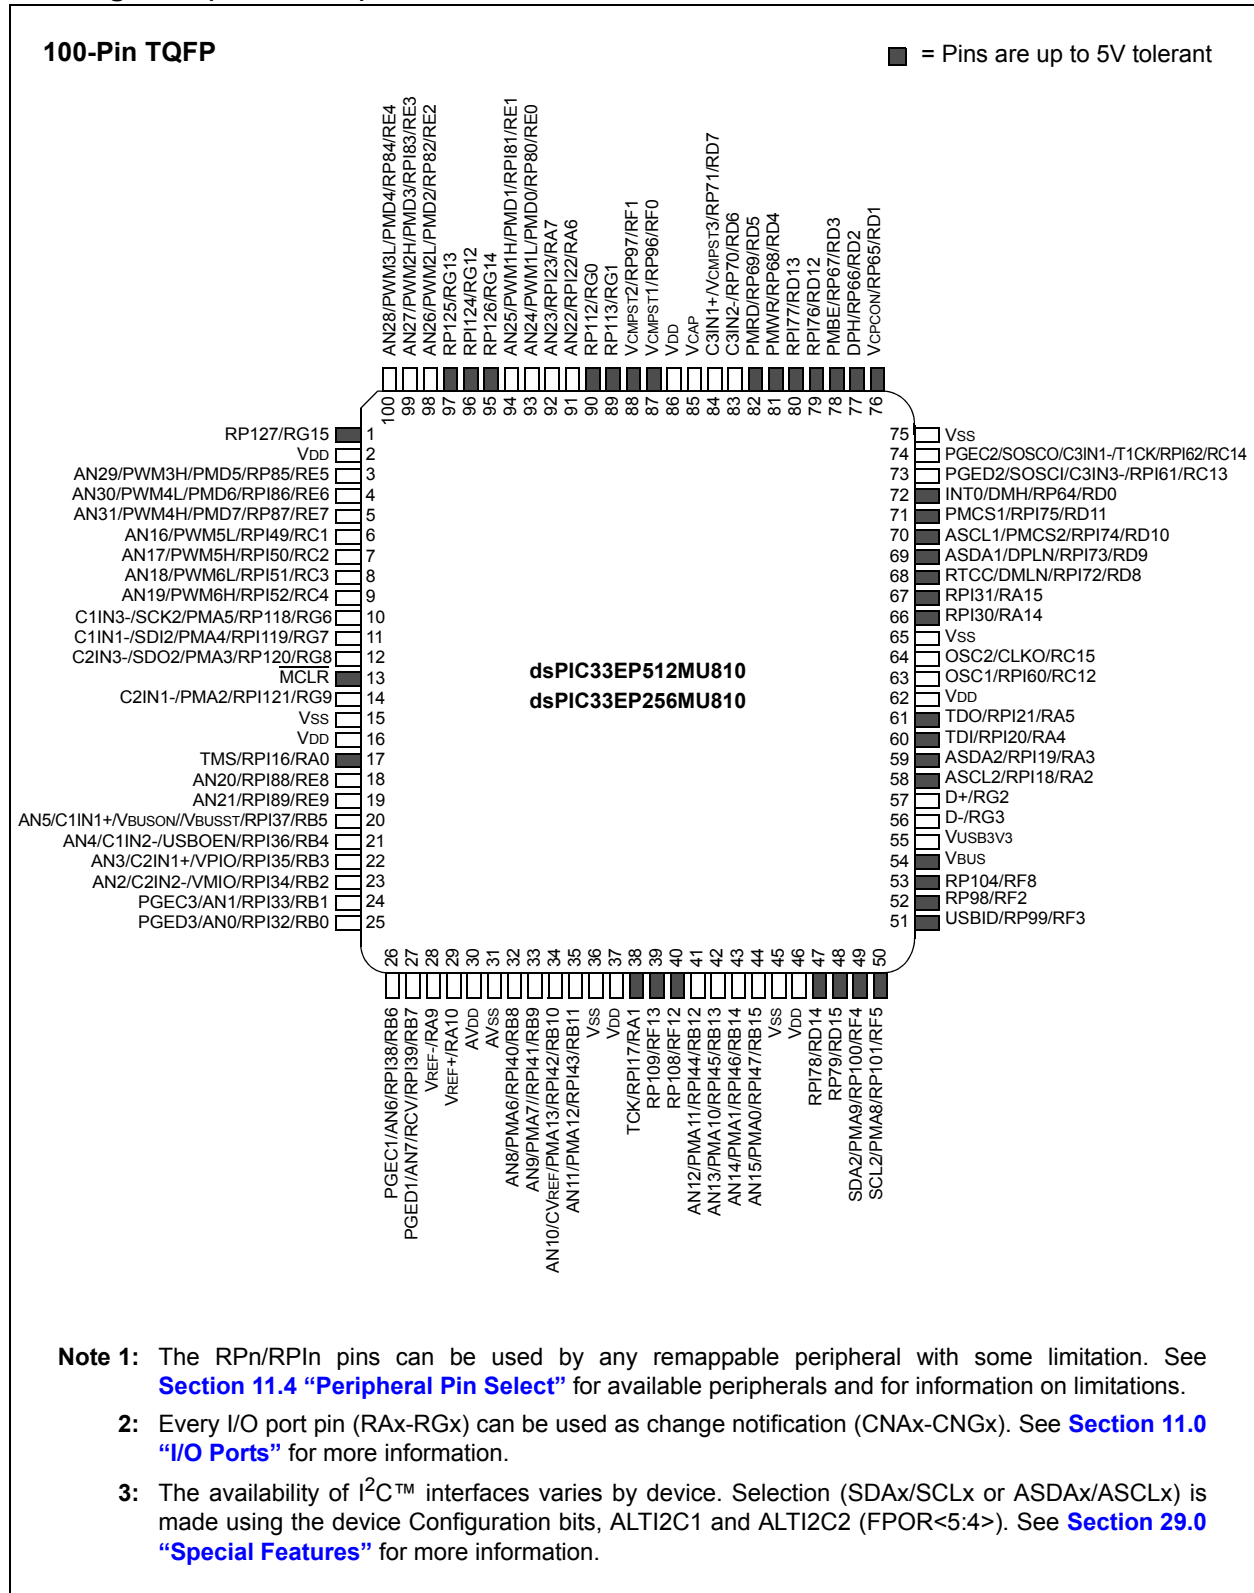 100-Pin TQFP
= Pins are up to 5V tolerant
AN28/PWM3L/PMD4/RP84/RE4
AN27/PWM2H/PMD3/RPI83/RE3
AN26/PWM2L/PMD2/RP82/RE2
RP125/RG13
RPI124/RG12
RP126/RG14
AN25/PWM1H/PMD1/RPI81/RE1
AN24/PWM1L/PMD0/RP80/RE0
AN23/RPI23/RA7
AN22/RPI22/RA6
RP112/RG0
RP113/RG1
VCMPST2/RP97/RF1
VCMPST1/RP96/RF0
VDD
VCAP
C3IN1+/VCMPST3/RP71/RD7
C3IN2-/RP70/RD6
PMRD/RP69/RD5
PMWR/RP68/RD4
RPI77/RD13
RPI76/RD12
PMBE/RP67/RD3
DPH/RP66/RD2
VCPCON/RP65/RD1
100 99 98 97 96 95 94 93 92 91 90 89 88 87 86 85 84 83 82 81 80 79 78 77 76
RP127/RG15 1
VDD 2
AN29/PWM3H/PMD5/RP85/RE5 3
AN30/PWM4L/PMD6/RPI86/RE6 4
AN31/PWM4H/PMD7/RP87/RE7 5
AN16/PWM5L/RPI49/RC1 6
AN17/PWM5H/RPI50/RC2 7
AN18/PWM6L/RPI51/RC3 8
AN19/PWM6H/RPI52/RC4 9
C1IN3-/SCK2/PMA5/RP118/RG6 10
C1IN1-/SDI2/PMA4/RPI119/RG7 11
C2IN3-/SDO2/PMA3/RP120/RG8 12
MCLR 13
C2IN1-/PMA2/RPI121/RG9 14
VSS 15
VDD 16
TMS/RPI16/RA0 17
AN20/RPI88/RE8 18
AN21/RPI89/RE9 19
AN5/C1IN1+/VBUSON//VBUSST/RPI37/RB5 20
AN4/C1IN2-/USBOEN/RPI36/RB4 21
AN3/C2IN1+/VPIO/RPI35/RB3 22
AN2/C2IN2-/VMIO/RPI34/RB2 23
PGEC3/AN1/RPI33/RB1 24
PGED3/AN0/RPI32/RB0 25
dsPIC33EP512MU810
dsPIC33EP256MU810
75 VSS
74 PGEC2/SOSCO/C3IN1-/T1CK/RPI62/RC14
73 PGED2/SOSCI/C3IN3-/RPI61/RC13
72 INT0/DMH/RP64/RD0
71 PMCS1/RPI75/RD11
70 ASCL1/PMCS2/RPI74/RD10
69 ASDA1/DPLN/RPI73/RD9
68 RTCC/DMLN/RPI72/RD8
67 RPI31/RA15
66 RPI30/RA14
65 VSS
64 OSC2/CLKO/RC15
63 OSC1/RPI60/RC12
62 VDD
61 TDO/RPI21/RA5
60 TDI/RPI20/RA4
59 ASDA2/RPI19/RA3
58 ASCL2/RPI18/RA2
57 D+/RG2
56 D-/RG3
55 VUSB3V3
54 VBUS
53 RP104/RF8
52 RP98/RF2
51 USBID/RP99/RF3
26 27 28 29 30 31 32 33 34 35 36 37 38 39 40 41 42 43 44 45 46 47 48 49 50
PGEC1/AN6/RPI38/RB6
PGED1/AN7/RCV/RPI39/RB7
VREF-/RA9
VREF+/RA10
AVDD
AVSS
AN8/PMA6/RPI40/RB8
AN9/PMA7//RPI41/RB9
AN10/CVREF/PMA13/RPI42/RB10
AN11/PMA12/RPI43/RB11
VSS
VDD
TCK/RPI17/RA1
RP109/RF13
RP108/RF12
AN12/PMA11/RPI44/RB12
AN13/PMA10/RPI45/RB13
AN14/PMA1/RPI46/RB14
AN15/PMA0/RPI47/RB15
VSS
VDD
RPI78/RD14
RP79/RD15
SDA2/PMA9/RP100/RF4
SCL2/PMA8/RP101/RF5
Note 1: The RPn/RPIn pins can be used by any remappable peripheral with some limitation. See
Section 11.4 “Peripheral Pin Select” for available peripherals and for information on limitations.
2: Every I/O port pin (RAx-RGx) can be used as change notification (CNAx-CNGx). See Section 11.0
“I/O Ports” for more information.
3: The availability of I2C™ interfaces varies by device. Selection (SDAx/SCLx or ASDAx/ASCLx) is
made using the device Configuration bits, ALTI2C1 and ALTI2C2 (FPOR<5:4>). See Section 29.0
“Special Features” for more information.